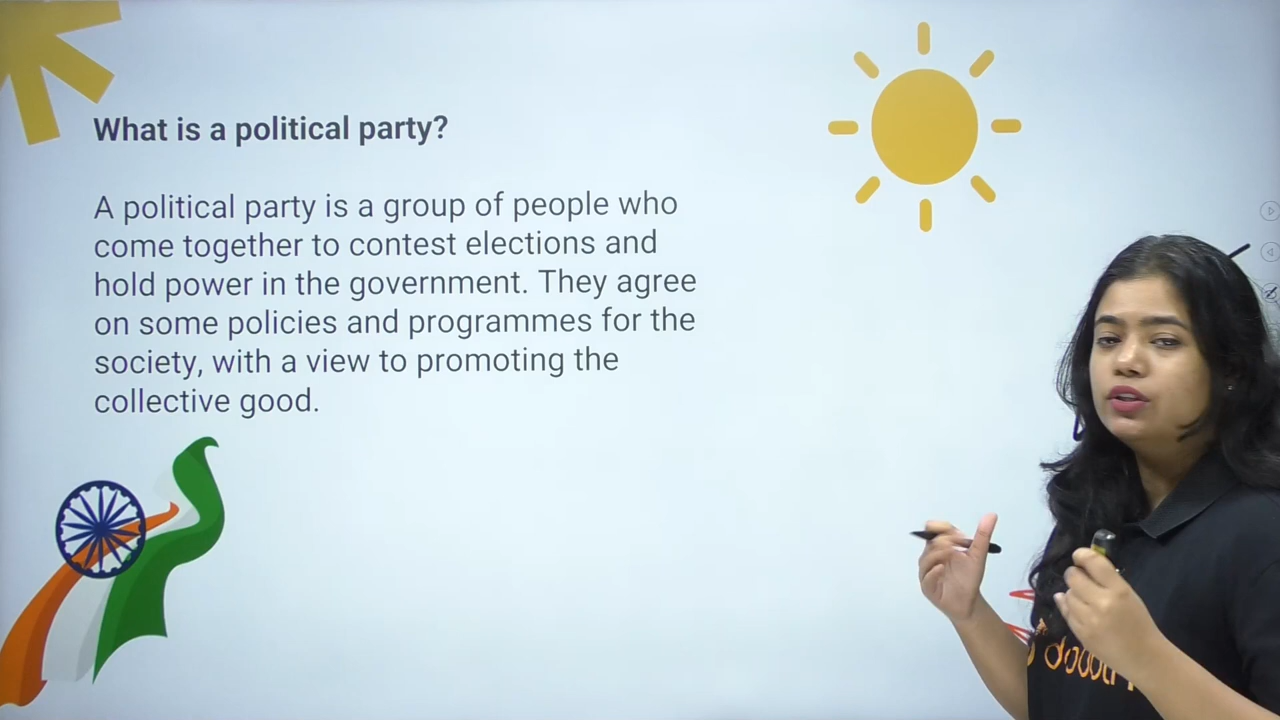 What is a political party?
A political party is a group of people who
come together to contest elections and
hold power in the government. They agree
on some policies and programmes for the
society, with a view to promoting the
collective good.